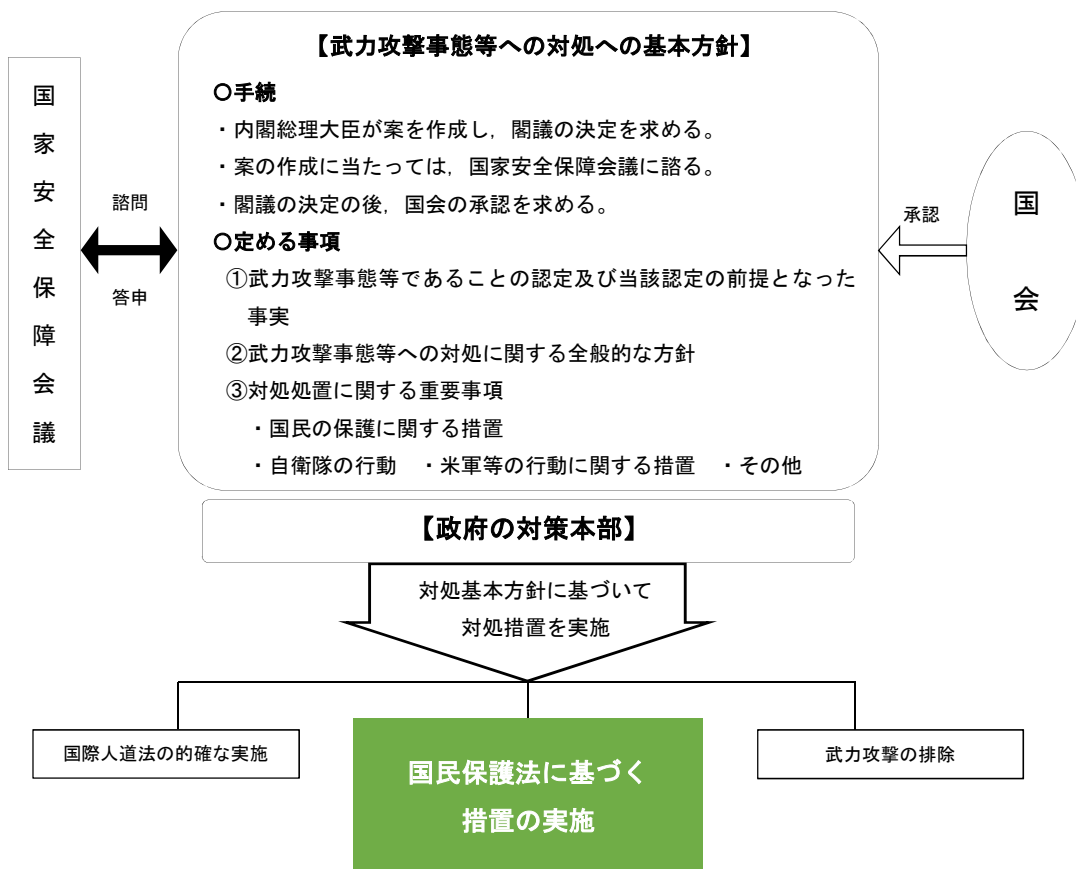 【武力攻撃事態等への対処への基本方針】
国家安全保障会議
諮問
答申
〇手続
・内閣総理大臣が案を作成し，閣議の決定を求める。
・案の作成に当たっては，国家安全保障会議に諮る。
・閣議の決定の後，国会の承認を求める。
〇定める事項
①武力攻撃事態等であることの認定及び当該認定の前提となった
事実
②武力攻撃事態等への対処に関する全般的な方針
③対処処置に関する重要事項
・国民の保護に関する措置
・自衛隊の行動　・米軍等の行動に関する措置　・その他
承認
国会
【政府の対策本部】
対処基本方針に基づいて
対処措置を実施
国際人道法の的確な実施
国民保護法に基づく
措置の実施
武力攻撃の排除